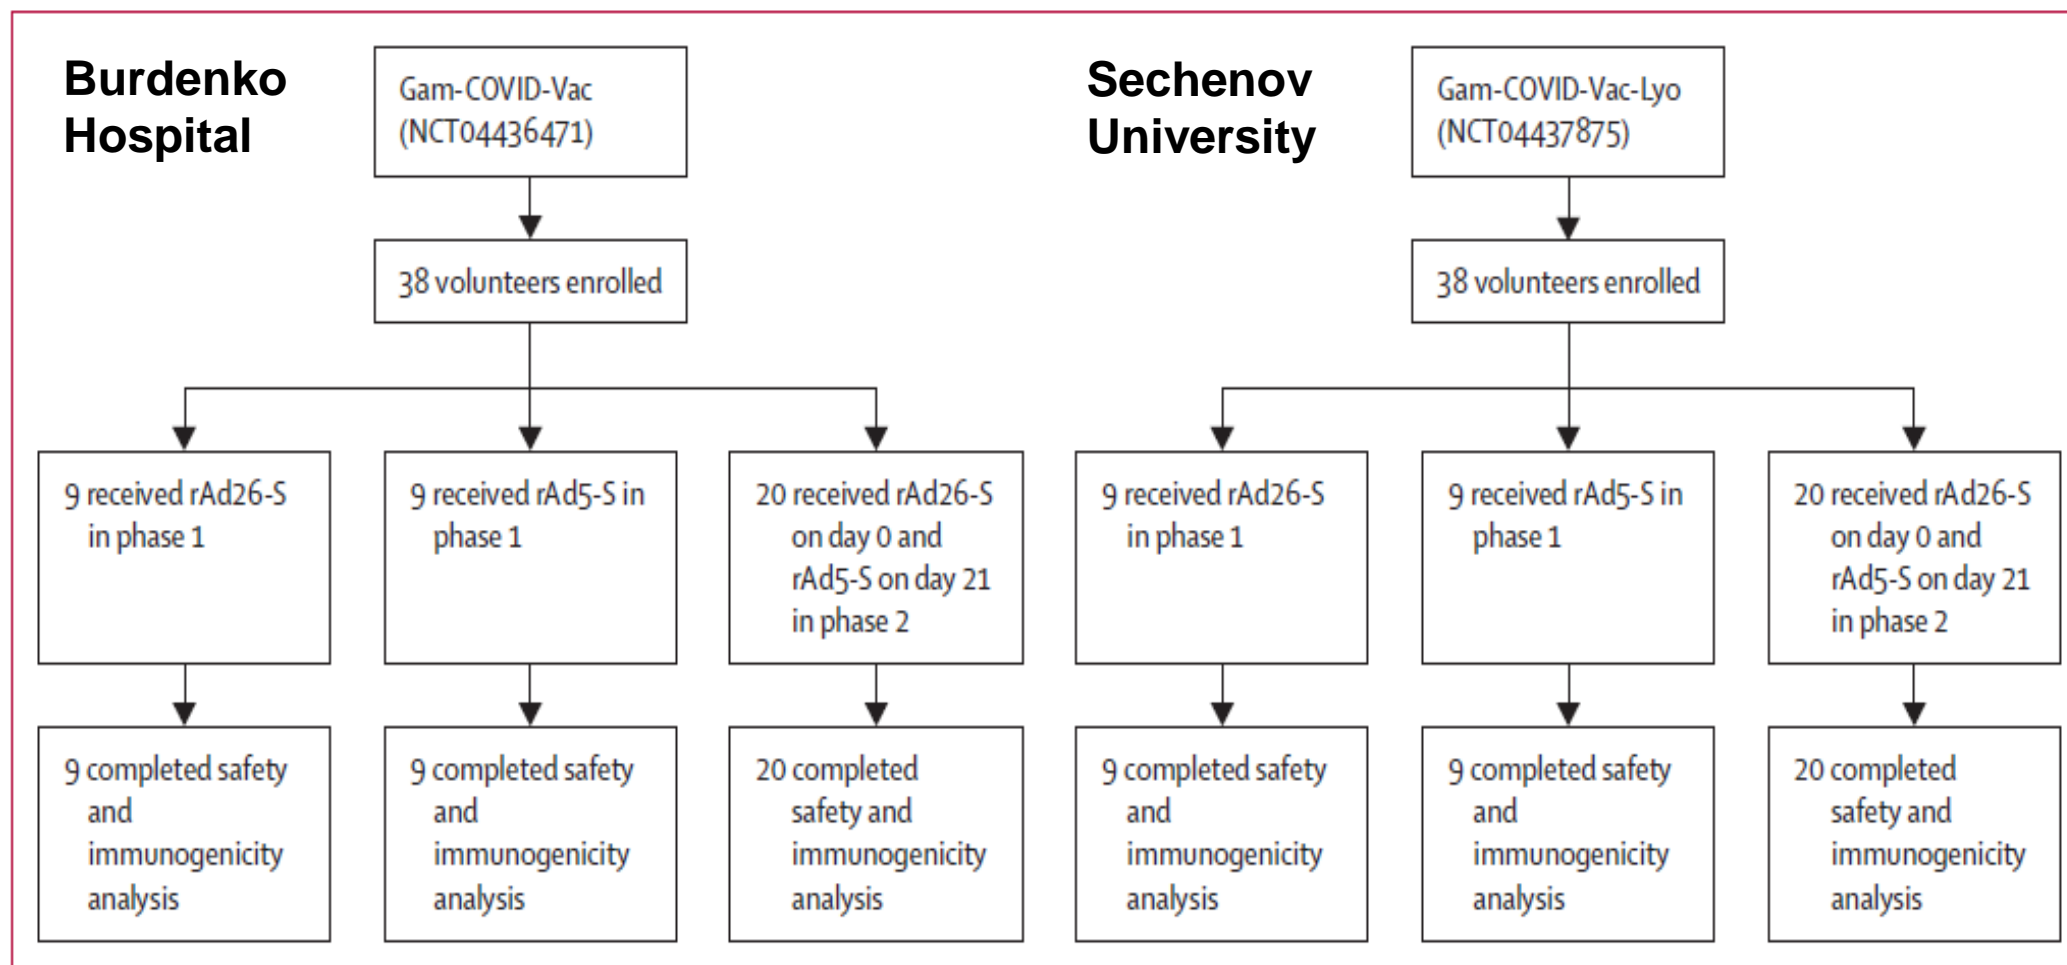 Burdenko
Hospital
Gam-COVID-Vac
(NCT04436471)
38 volunteers enrolled
9 received rAd26-S
in phase 1
9 received rAd5-S in
phase 1
20 received rAd26-S
on day 0 and
rAd5-S on day 21
in phase 2
9 completed safety
and
immunogenicity
analysis
9 completed safety
and
immunogenicity
analysis
20 completed
safety and
immunogenicity
analysis
Sechenov
University
Gam-COVID-Vac-Lyo
(NCT04437875)
38 volunteers enrolled
9 received rAd26-S
in phase 1
9 received rAd5-S in
phase 1
20 received rAd26-S
on day 0 and
rAd5-S on day 21
in phase 2
9 completed safety
and
immunogenicity
analysis
9 completed safety
and
immunogenicity
analysis
20 completed
safety and
immunogenicity
analysis